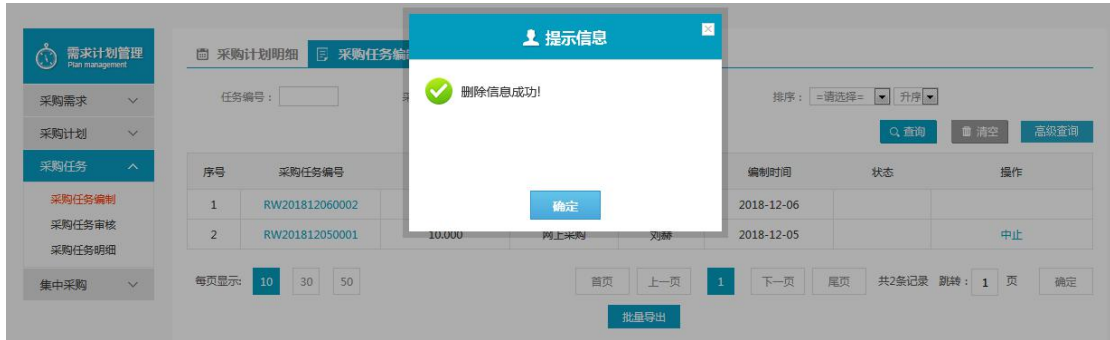 提示信息
需求计划管理
Plan management
采购计划明细 采购任务编制
删除信息成功!
任务编号： 排序： =请选择= 升序
采购需求
查询 清空 高级查询
采购计划
采购任务
序号 采购任务编号 编制时间 状态 操作
采购任务编制
1 RW201812060002 确定 2018-12-06
采购任务审核
2 RW201812050001 10.000 网上采购 刘赫 2018-12-05 中止
采购任务明细
集中采购
每页显示: 10 30 50 首页 上一页 1 下一页 尾页 共2条记录 跳转： 1 页 确定
批量导出